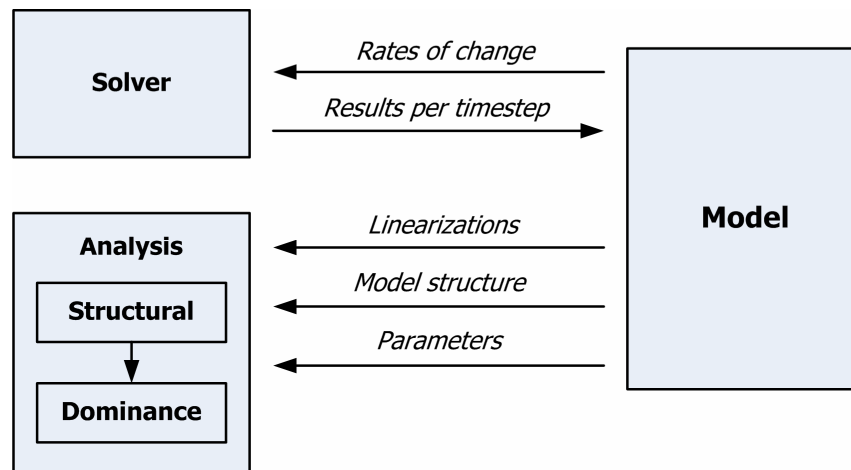 Solver
Rates of change
Results per timestep
Model
Analysis
Structural
Dominance
Linearizations
Model structure
Parameters